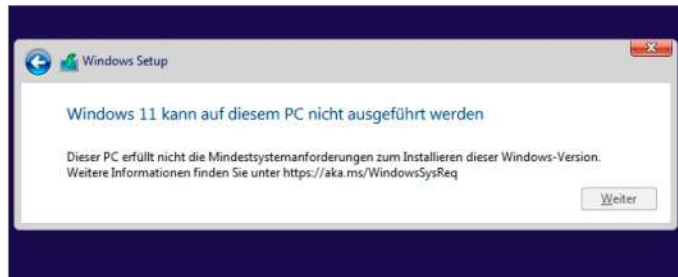 Windows Setup
Windows 11 kann auf diesem PC nicht ausgeführt werden
Dieser PC erfüllt nicht die Mindestsystemanforderungen zum Installieren dieser Windows-Version.
Weitere Informationen finden Sie unter https://aka.ms/WindowsSysReq
Weiter